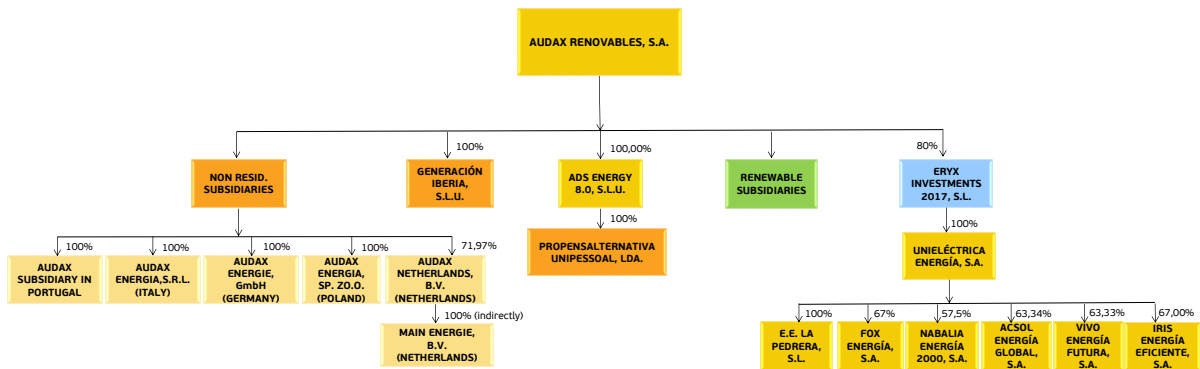 AUDAX RENOVABLES, S.A.
100%
100,00%
80%
NON RESID.
SUBSIDIARIES
GENERACIÓN
IBERIA,
S.L.U.
ADS ENERGY
8.0, S.L.U.
RENEWABLE
SUBSIDIARIES
ERYX
INVESTMENTS
2017, S.L.
100%
100%
100%
100%
100%
100%
71,97%
AUDAX
SUBSIDIARY IN
PORTUGAL
AUDAX
ENERGIA,S.R.L.
(ITALY)
AUDAX
ENERGIE,
GmbH
(GERMANY)
AUDAX
ENERGIA,
SP. ZO.O.
(POLAND)
AUDAX
NETHERLANDS,
B.V.
(NETHERLANDS)
PROPENSALTERNATIVA
UNIPESSOAL, LDA.
UNIELÉCTRICA
ENERGÍA, S.A.
100% (indirectly)
MAIN ENERGIE,
B.V.
(NETHERLANDS)
100%
67%
57,5%
63,34%
63,33%
67,00%
E.E. LA
PEDRERA,
S.L.
FOX
ENERGÍA,
S.A.
NABALIA
ENERGÍA
2000, S.A.
ACSOL
ENERGÍA
GLOBAL,
S.A.
VIVO
ENERGÍA
FUTURA,
S.A.
IRIS
ENERGÍA
EFICIENTE,
S.A.